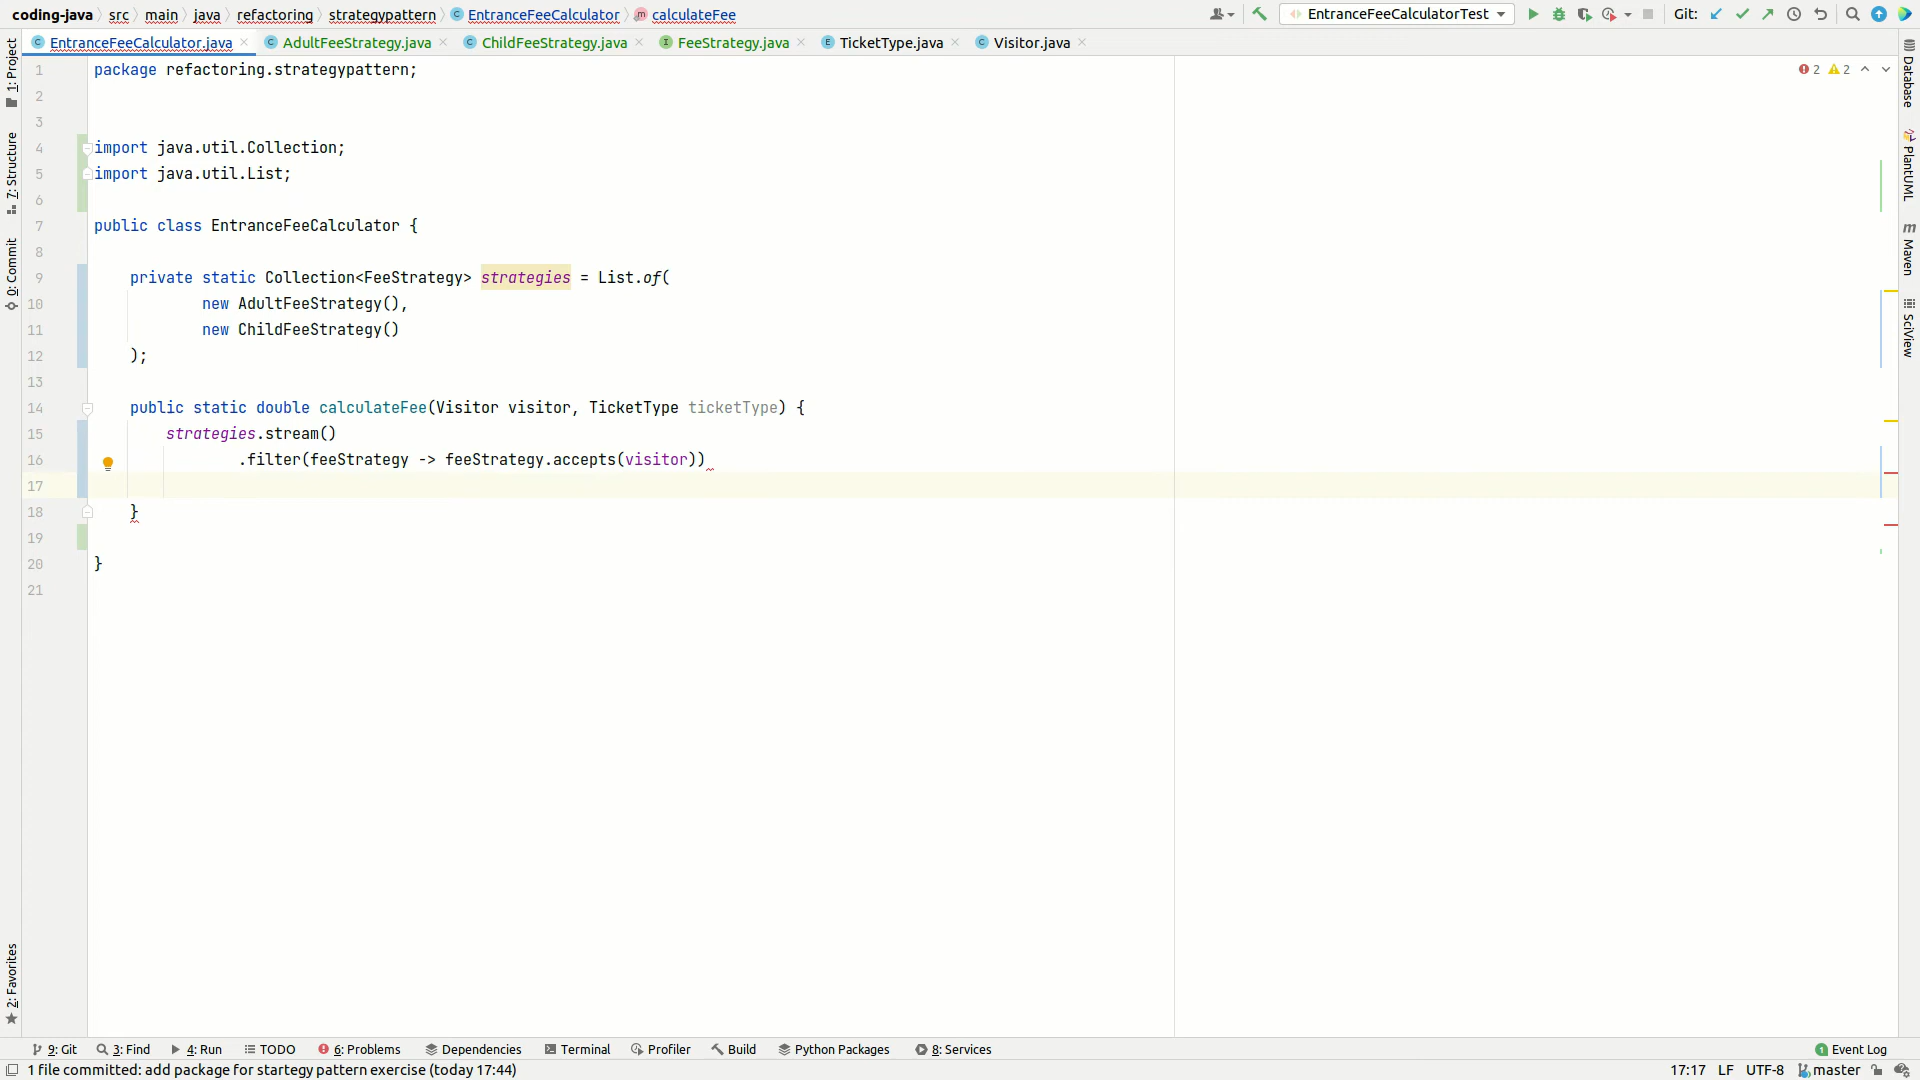 coding-java src main java refactoring strategypattern EntranceFeeCalculator calculateFee EntranceFeeCalculatorTest Git:
EntranceFeeCalculator.java AdultFeeStrategy.java ChildFeeStrategy.java FeeStrategy.java TicketType.java Visitor.java
1: Project
7: Structure
0: Commit
2: Favorites
1 package refactoring.strategypattern;
2
3
4 import java.util.Collection;
5 import java.util.List;
6
7 public class EntranceFeeCalculator {
8
9 private static Collection<FeeStrategy> strategies = List.of(
10 new AdultFeeStrategy(),
11 new ChildFeeStrategy()
12 );
13
14 public static double calculateFee(Visitor visitor, TicketType ticketType) {
15 strategies.stream()
16 .filter(feeStrategy -> feeStrategy.accepts(visitor))
17
18 }
19
20 }
21
2 2
Database
PlantUML
Maven
SciView
9: Git 3: Find 4: Run TODO 6: Problems Dependencies Terminal Profiler Build Python Packages 8: Services 1 Event Log
1 file committed: add package for startegy pattern exercise (today 17:44) 17:17 LF UTF-8 master